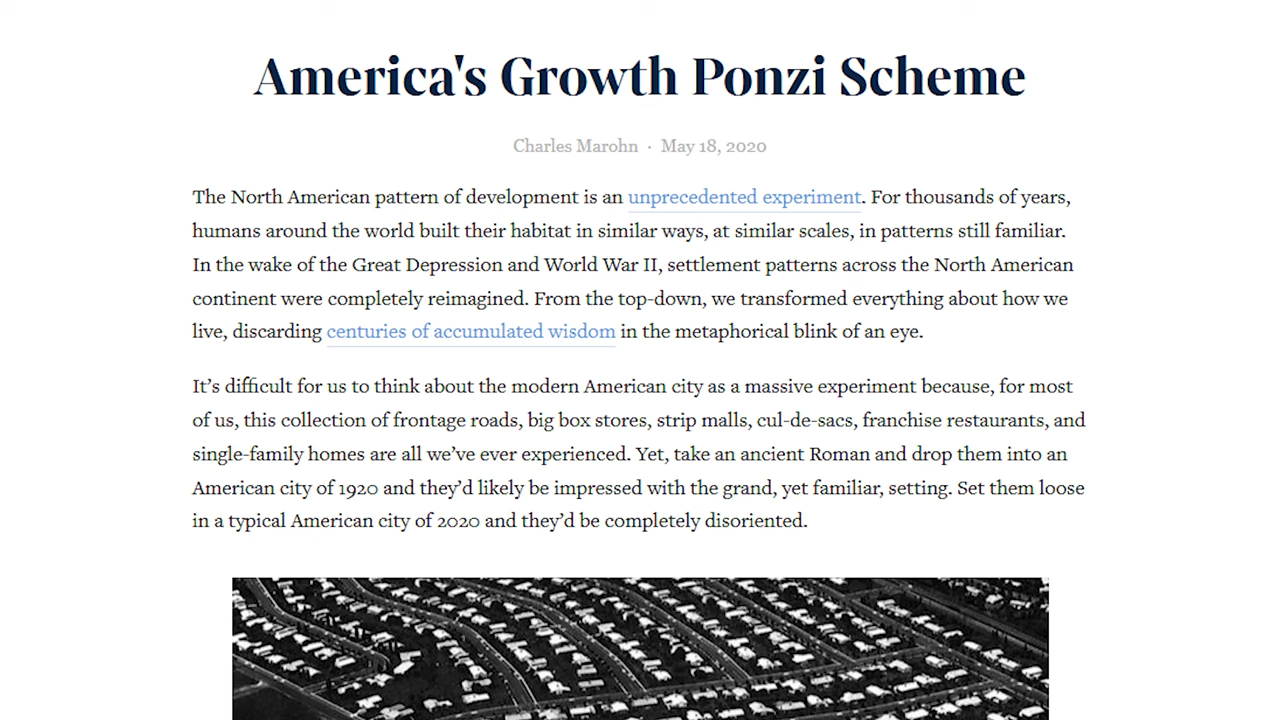 America's Growth Ponzi Scheme
Charles Marohn · May 18, 2020
The North American pattern of development is an unprecedented experiment. For thousands of years,
humans around the world built their habitat in similar ways, at similar scales, in patterns still familiar.
In the wake of the Great Depression and World War II, settlement patterns across the North American
continent were completely reimagined. From the top-down, we transformed everything about how we
live, discarding centuries of accumulated wisdom in the metaphorical blink of an eye.
It’s difficult for us to think about the modern American city as a massive experiment because, for most
of us, this collection of frontage roads, big box stores, strip malls, cul-de-sacs, franchise restaurants, and
single-family homes are all we’ve ever experienced. Yet, take an ancient Roman and drop them into an
American city of 1920 and they’d likely be impressed with the grand, yet familiar, setting. Set them loose
in a typical American city of 2020 and they’d be completely disoriented.